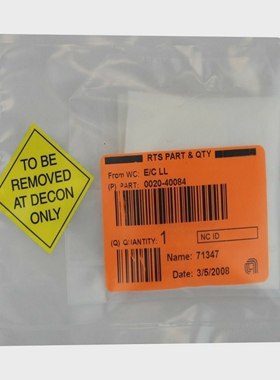 TO BE
REMOVED
AT DECON
ONLY
RTS PART & QTY
From WC: E/C LL
(P) PART: 0020-40084
(Q) QUANTITY: 1
NC ID
Name: 71347
Date: 3/5/2008